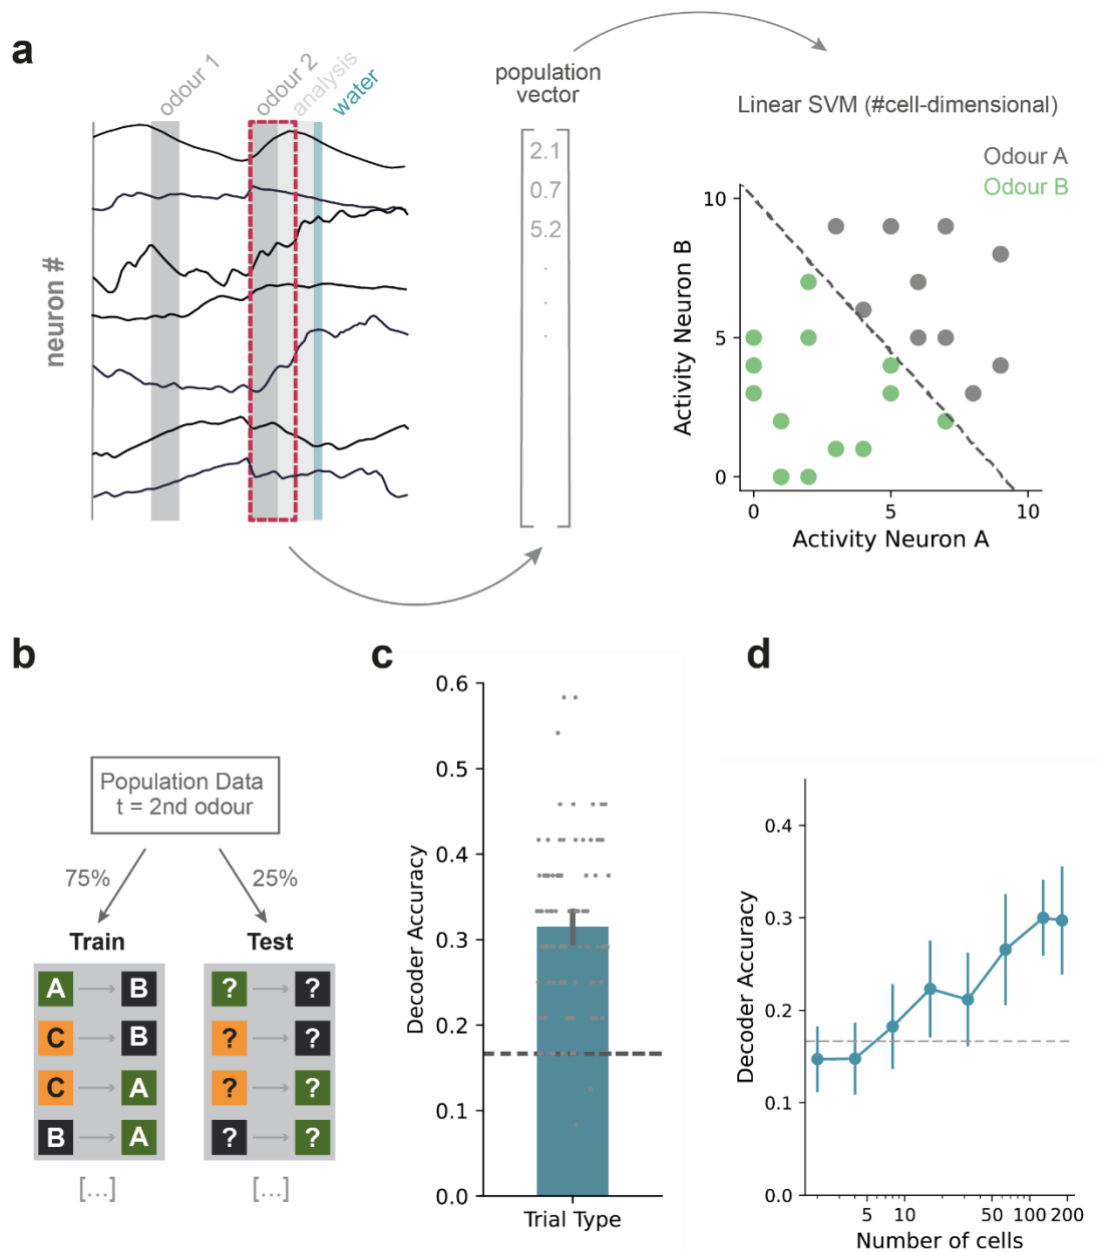 a
odour 1
odour 2
analysis
water
neuron #
population
vector
2.1
0.7
5.2
.
.
.
Linear SVM (#cell-dimensional)
Odour A
Odour B
10
5
0
Activity Neuron B
0
5
10
Activity Neuron A
b
Population Data
t = 2nd odour
75%
25%
Train
Test
A B
? ?
C B
? ?
C A
? ?
B A
? ?
[...]
[...]
c
0.6
0.5
0.4
0.3
0.2
0.1
0.0
Decoder Accuracy
Trial Type
d
0.4
0.3
0.2
0.1
0.0
Decoder Accuracy
5
10
50
100
200
Number of cells